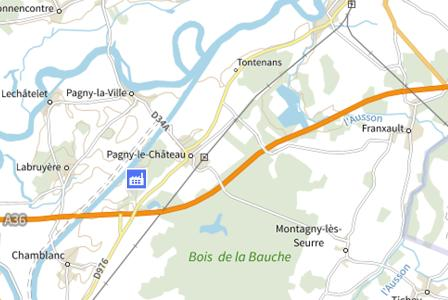 onnencontre
Tontenans
Lechâtelet
Pagny-la-Ville
D34A
l'Ausson
Franxault
Pagny-le-Château
Labruyère
A36
Montagny-lès-
Seurre
Bois de la Bauche
Chamblanc
D976
l'Ausson
Tichey